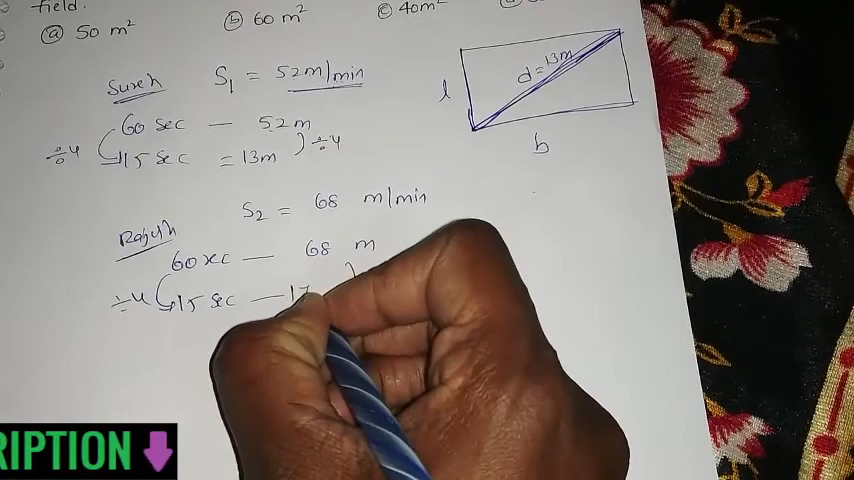 field.
ⓐ 50 m² ⓑ 60 m² ⓒ 40m²
Suresh S₁ = 52m/min
60 sec — 52m
÷4 15 sec = 13m ÷4
l d=13m
b
S₂ = 68 m/min
Rajesh
60 sec — 68 m
÷4 15 sec — 17
RIPTION